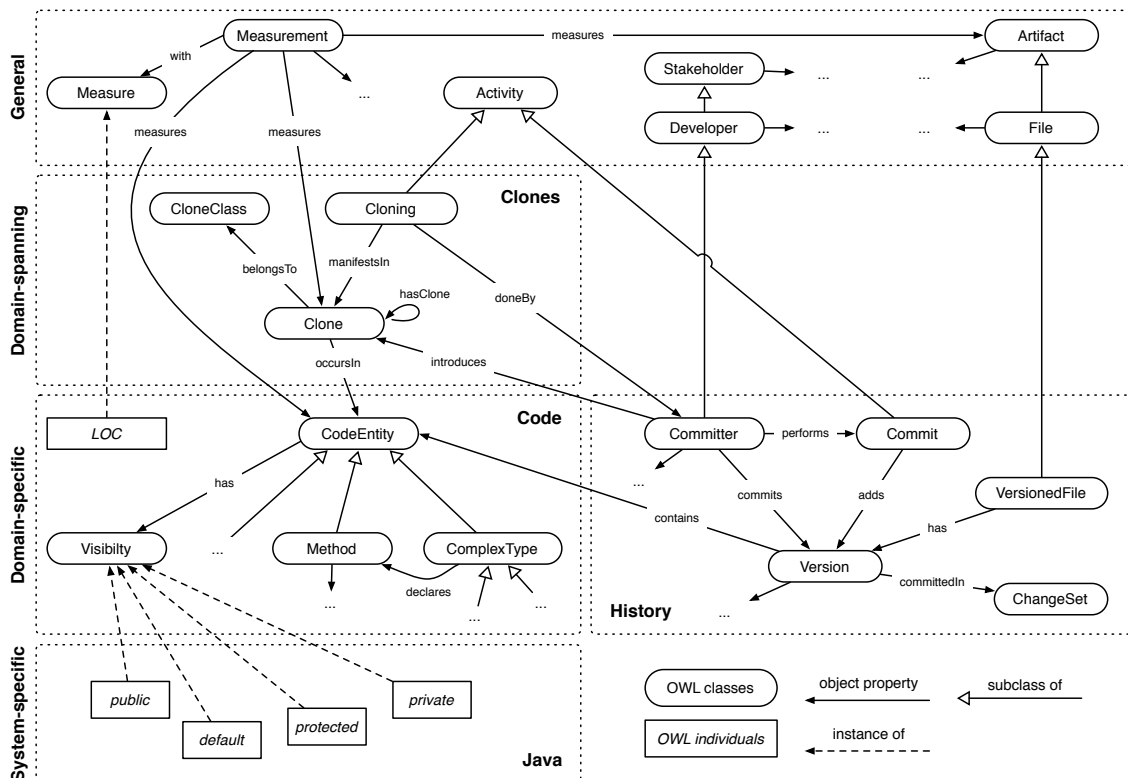 General
Measurement
measures
Artifact
with
Stakeholder
...
...
Measure
...
Activity
measures
measures
Developer
...
...
File
Domain-spanning
Clones
CloneClass
Cloning
belongsTo
manifestsIn
hasClone
doneBy
Clone
occursIn
introduces
Domain-specific
Code
LOC
CodeEntity
Committer
performs
Commit
has
...
commits
adds
VersionedFile
contains
has
Visibilty
...
Method
ComplexType
Version
declares
committedIn
...
...
...
...
ChangeSet
History
System-specific
public
default
protected
private
Java
OWL classes
object property
subclass of
OWL individuals
instance of